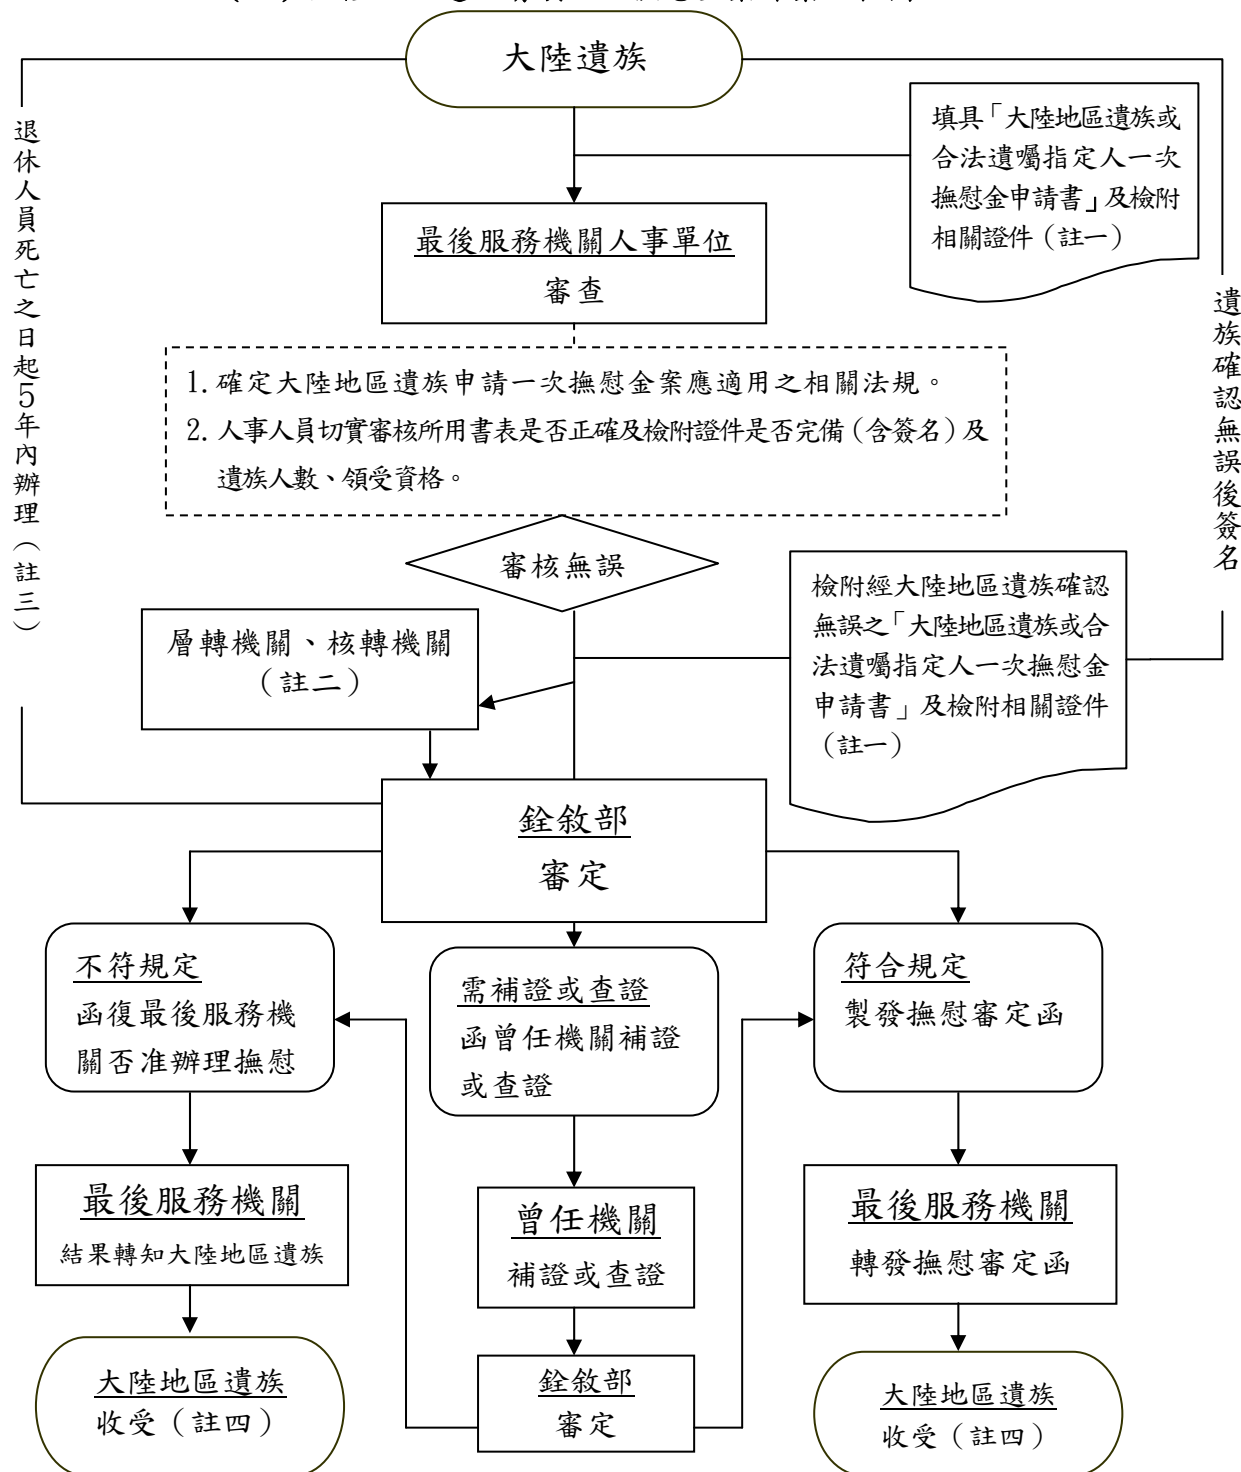 大陸遺族
填具「大陸地區遺族或
合法遺囑指定人一次
撫慰金申請書」及檢附
相關證件（註一）
退休人員死亡之日起5年內辦理（註三）
最後服務機關人事單位
審查
遺族確認無誤後簽名
1. 確定大陸地區遺族申請一次撫慰金案應適用之相關法規。
2. 人事人員切實審核所用書表是否正確及檢附證件是否完備（含簽名）及
遺族人數、領受資格。
審核無誤
檢附經大陸地區遺族確認
無誤之「大陸地區遺族或合
法遺囑指定人一次撫慰金
申請書」及檢附相關證件
（註一）
層轉機關、核轉機關
（註二）
銓敘部
審定
不符規定
函復最後服務機
關否准辦理撫慰
需補證或查證
函曾任機關補證
或查證
符合規定
製發撫慰審定函
最後服務機關
結果轉知大陸地區遺族
曾任機關
補證或查證
最後服務機關
轉發撫慰審定函
大陸地區遺族
收受（註四）
銓敘部
審定
大陸地區遺族
收受（註四）